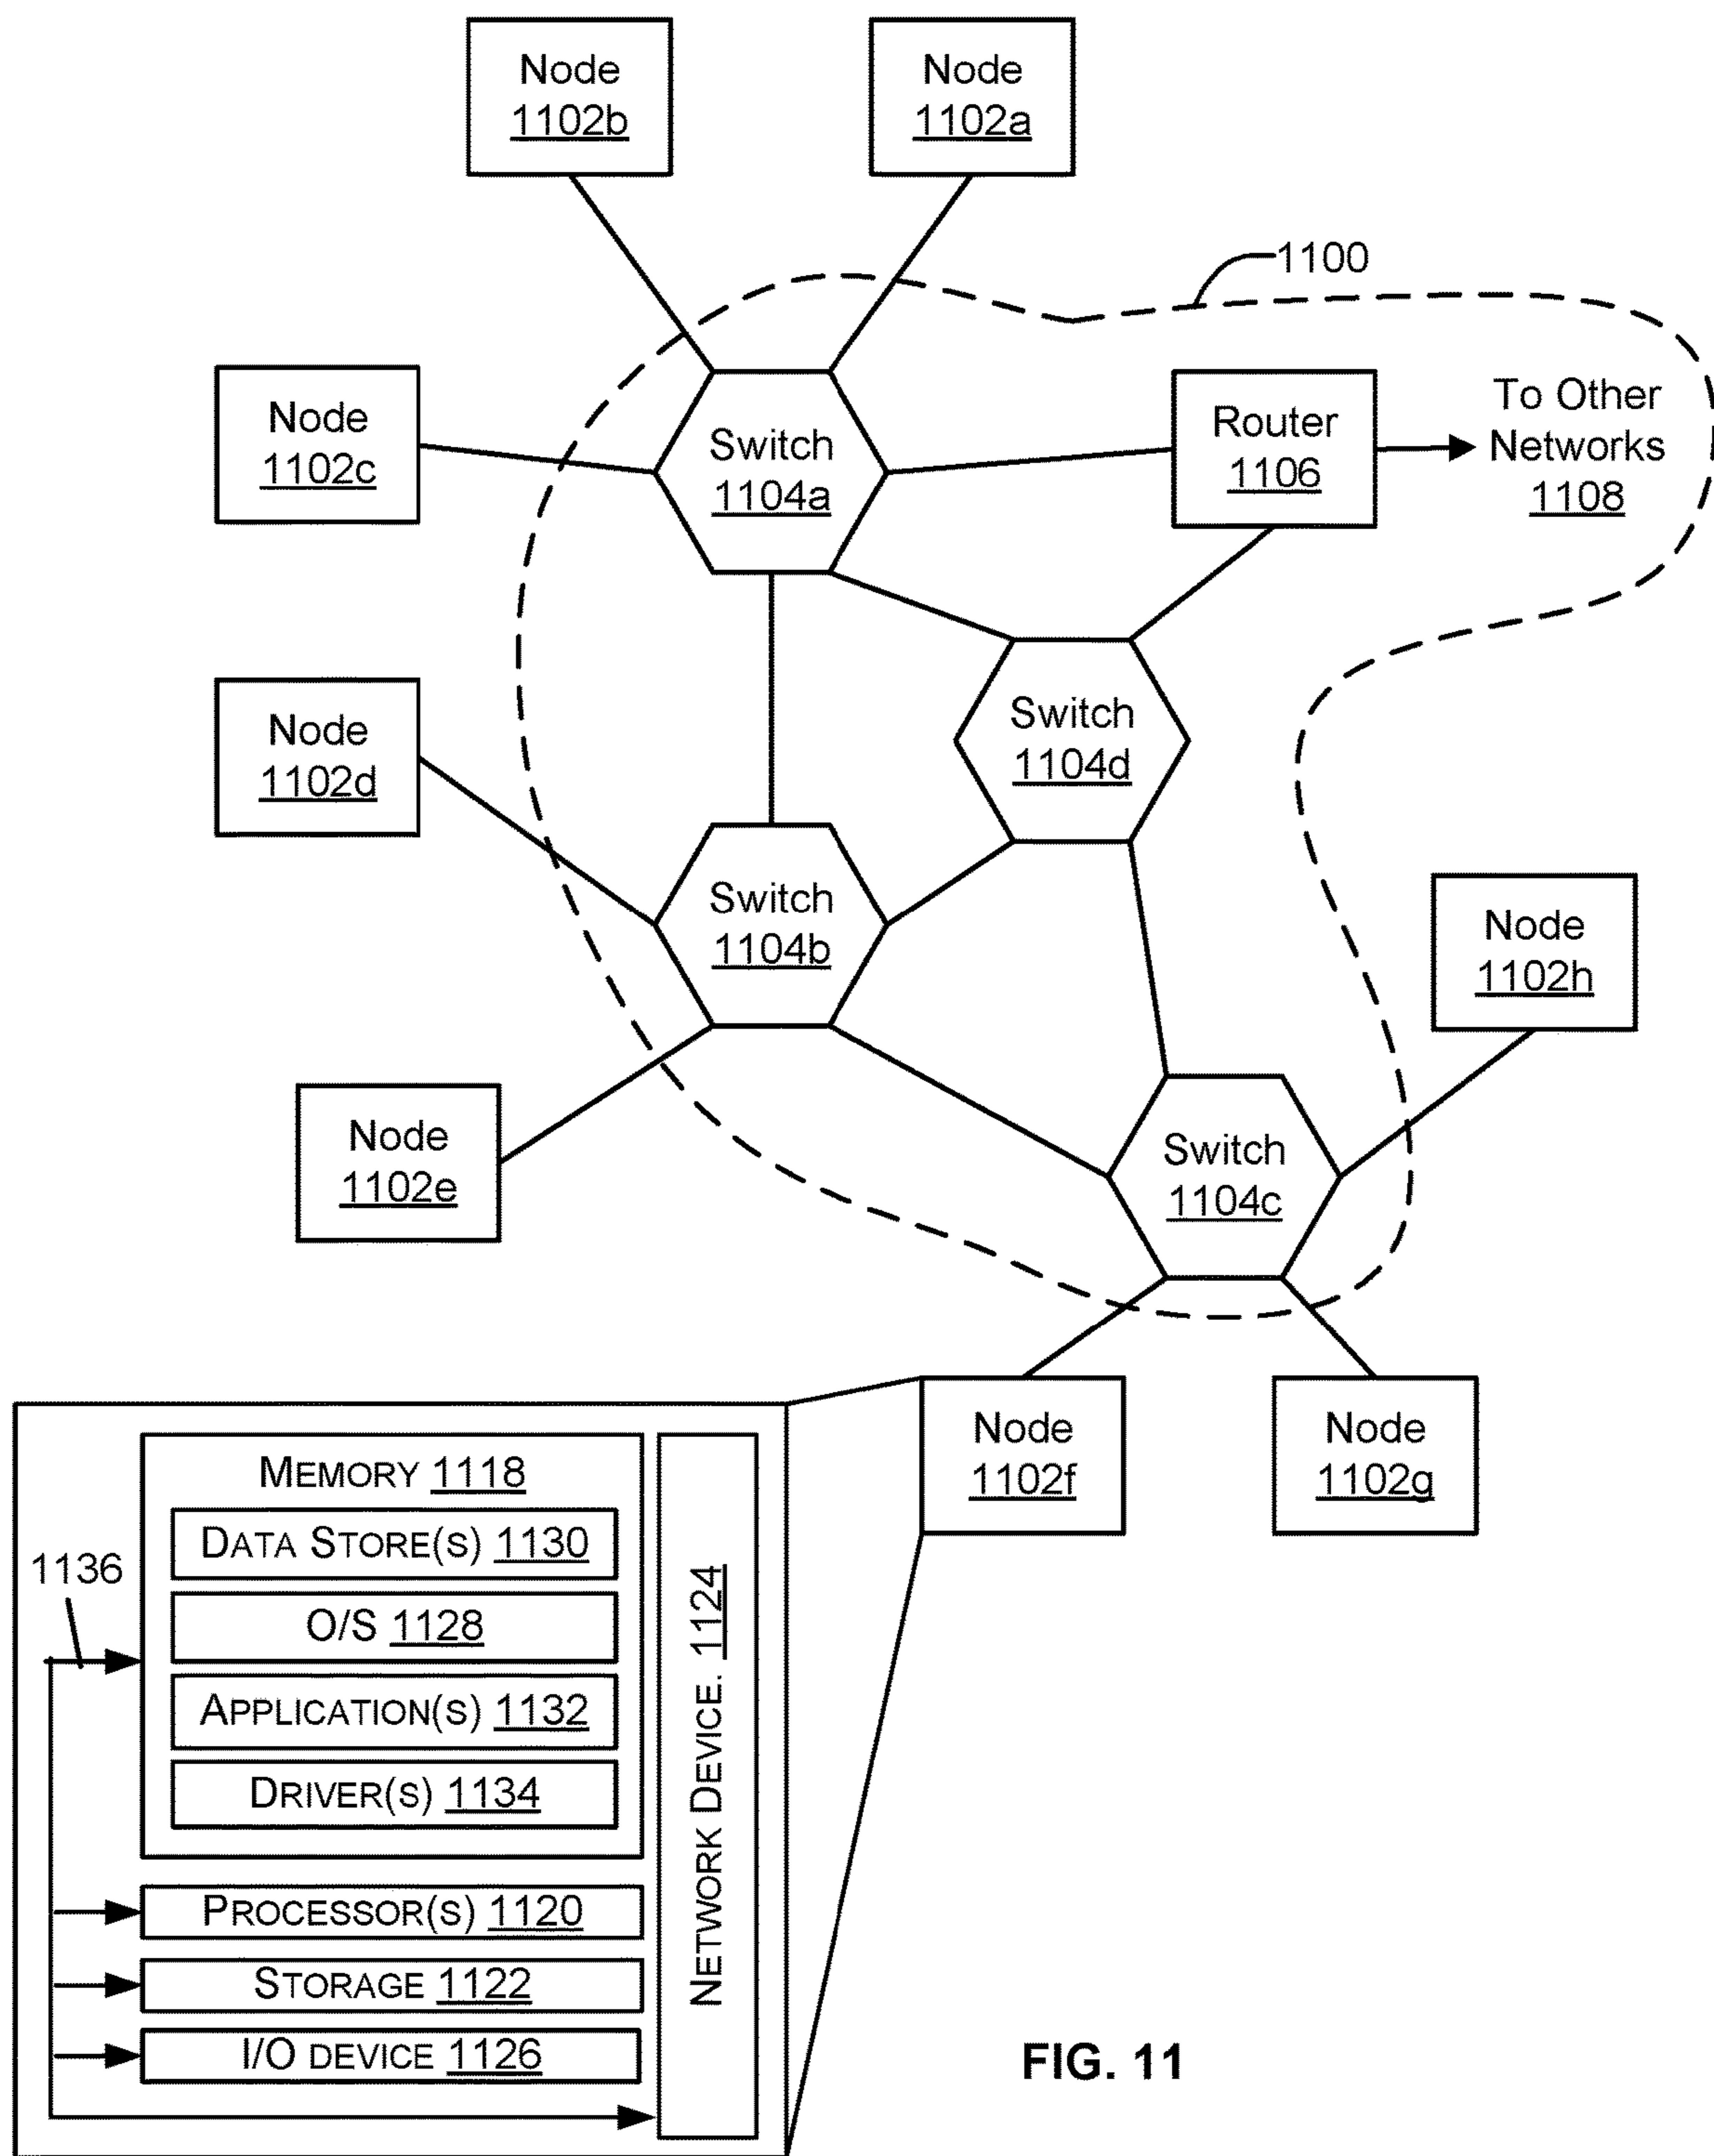 Node
1102b
Node
1102a
1100
Node
1102c
Switch
1104a
Router
1106
To Other
Networks
1108
Node
1102d
Switch
1104d
Switch
1104b
Node
1102h
Node
1102e
Switch
1104c
Node
1102f
Node
1102g
MEMORY 1118
DATA STORE(S) 1130
1136
O/S 1128
APPLICATION(S) 1132
DRIVER(S) 1134
NETWORK DEVICE. 1124
PROCESSOR(S) 1120
STORAGE 1122
I/O DEVICE 1126
FIG. 11